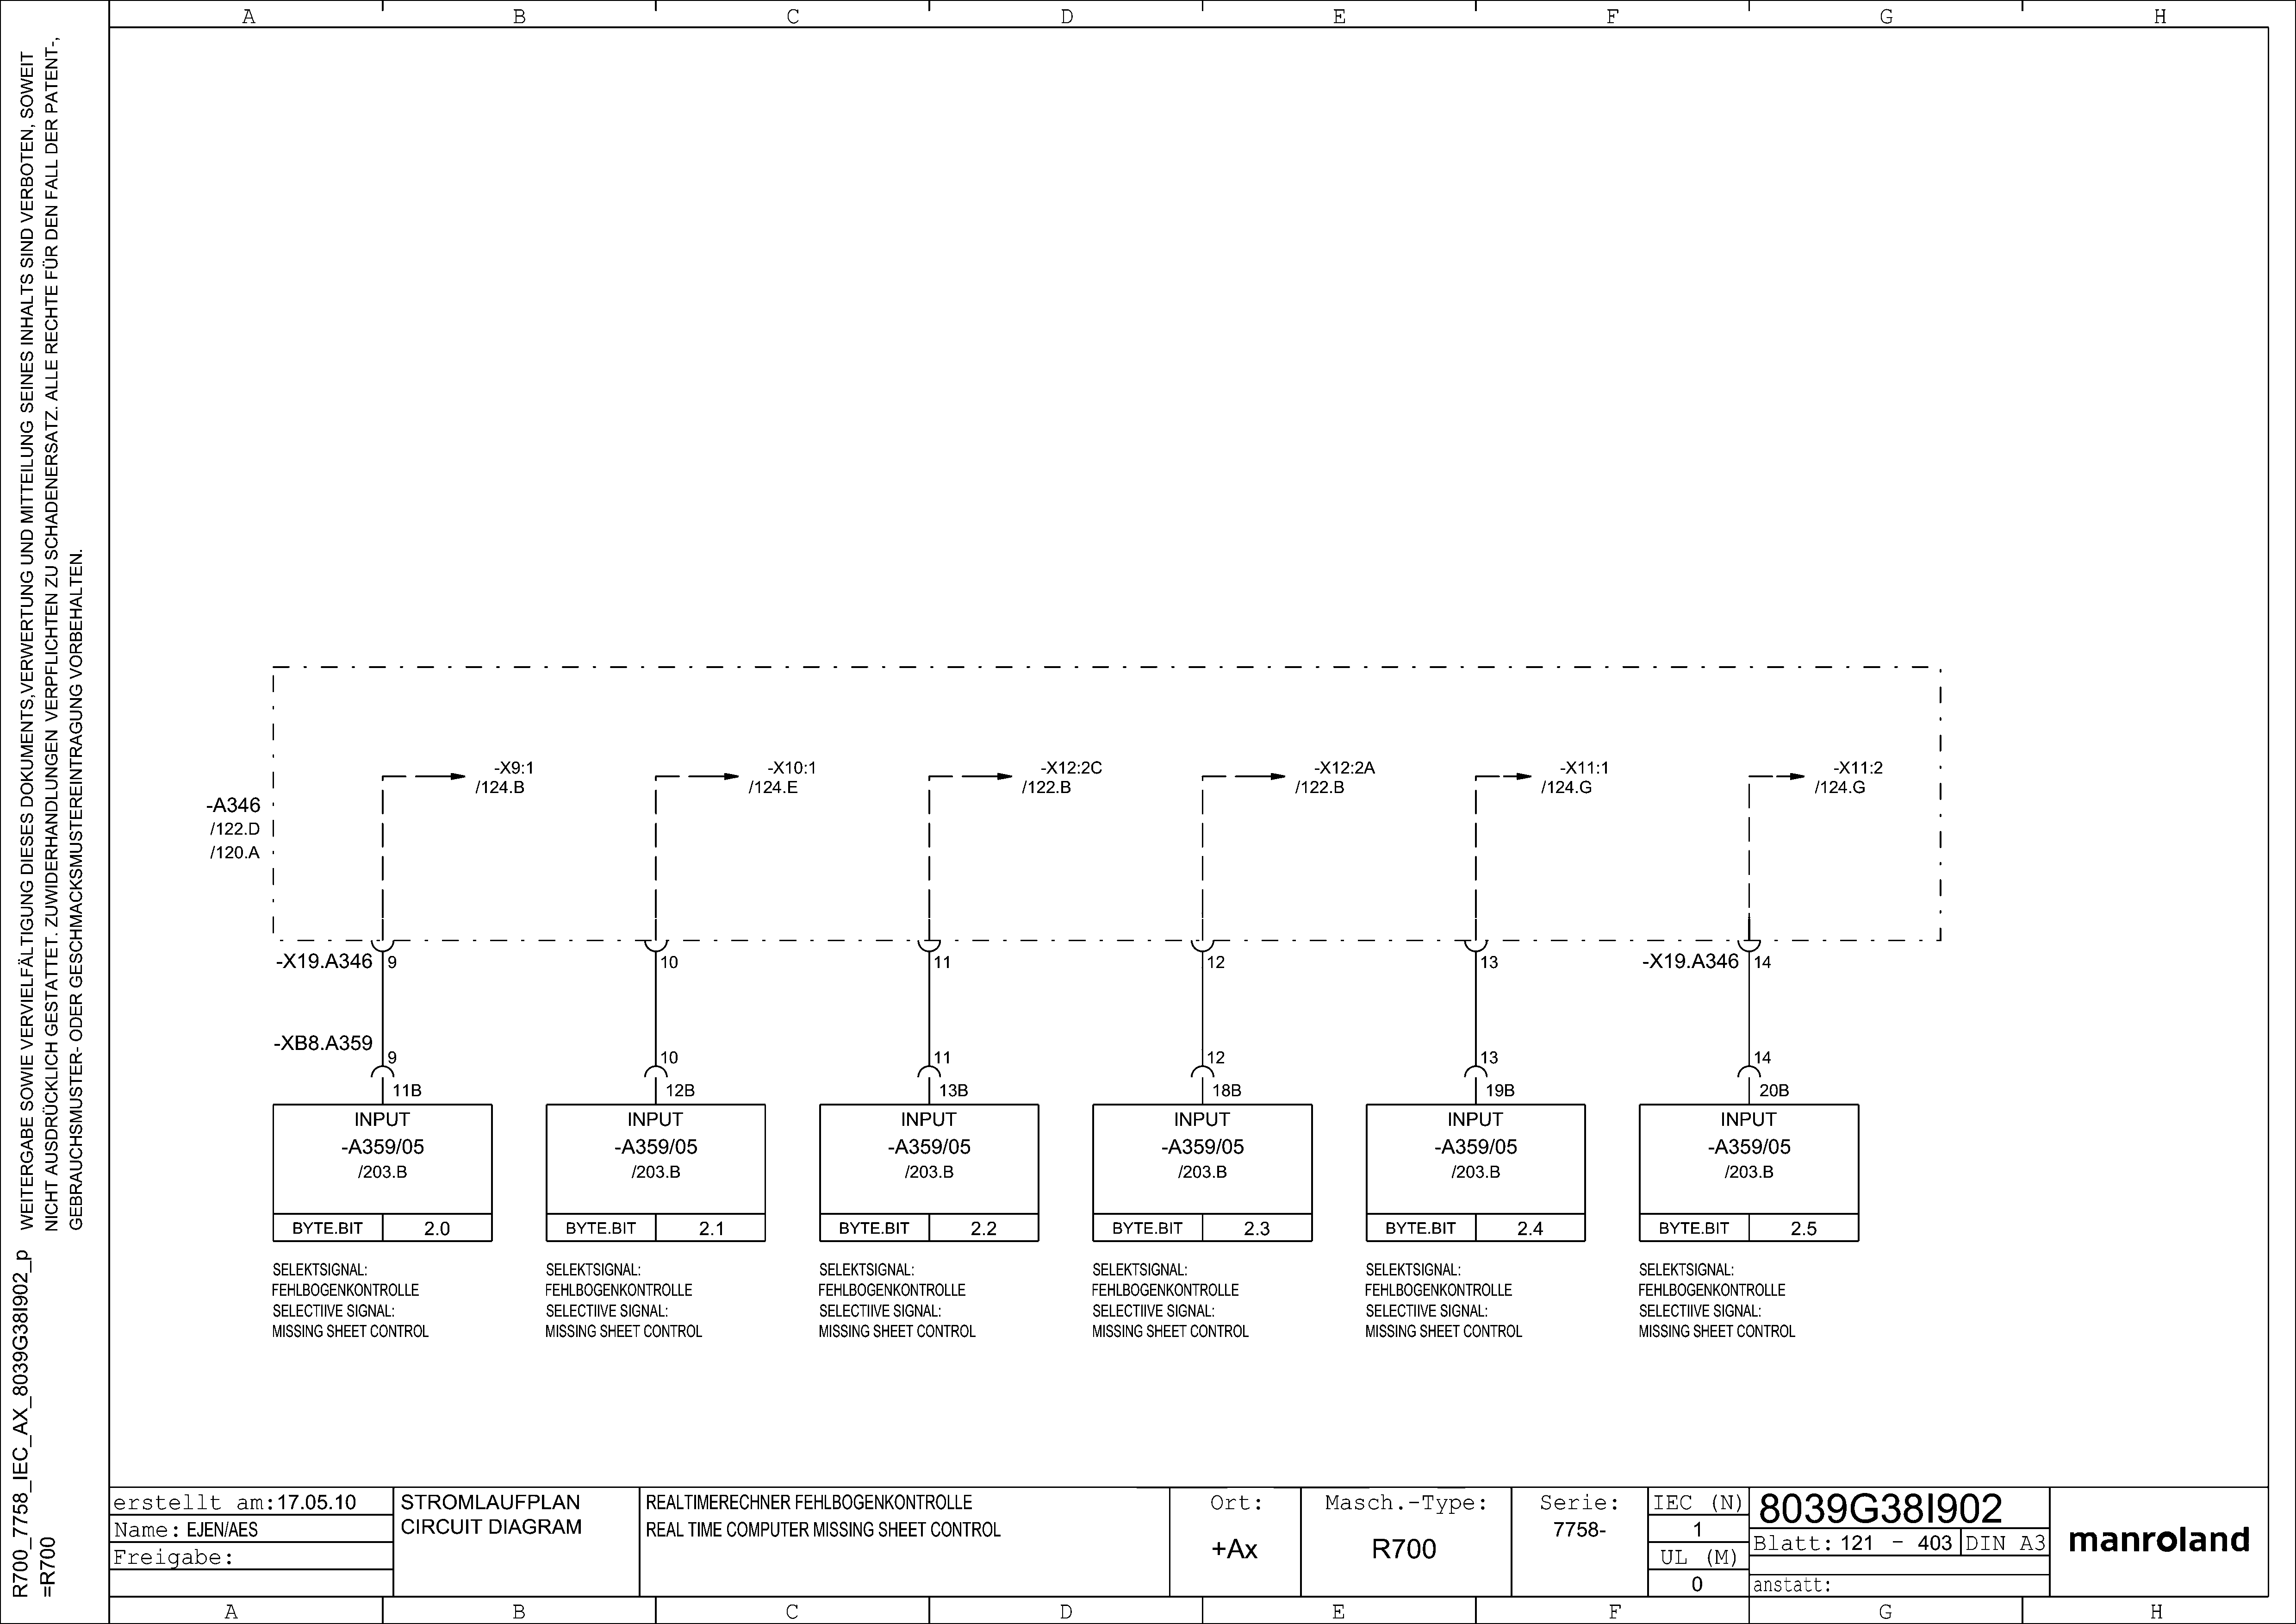 A B C D E F G H
WEITERGABE SOWIE VERVIELFÄLTIGUNG DIESES DOKUMENTS,VERWERTUNG UND MITTEILUNG SEINES INHALTS SIND VERBOTEN, SOWEIT
NICHT AUSDRÜCKLICH GESTATTET. ZUWIDERHANDLUNGEN VERPFLICHTEN ZU SCHADENERSATZ. ALLE RECHTE FÜR DEN FALL DER PATENT-,
GEBRAUCHSMUSTER- ODER GESCHMACKSMUSTEREINTRAGUNG VORBEHALTEN.
R700_7758_IEC_AX_8039G38I902_p
=R700
-X9:1 -X10:1 -X12:2C -X12:2A -X11:1 -X11:2
/124.B /124.E /122.B /122.B /124.G /124.G
-A346
/122.D
/120.A
-X19.A346 9 10 11 12 13 -X19.A346 14
-XB8.A359
9 10 11 12 13 14
11B 12B 13B 18B 19B 20B
INPUT INPUT INPUT INPUT INPUT INPUT
-A359/05 -A359/05 -A359/05 -A359/05 -A359/05 -A359/05
/203.B /203.B /203.B /203.B /203.B /203.B
BYTE.BIT 2.0 BYTE.BIT 2.1 BYTE.BIT 2.2 BYTE.BIT 2.3 BYTE.BIT 2.4 BYTE.BIT 2.5
SELEKTSIGNAL: SELEKTSIGNAL: SELEKTSIGNAL: SELEKTSIGNAL: SELEKTSIGNAL: SELEKTSIGNAL:
FEHLBOGENKONTROLLE FEHLBOGENKONTROLLE FEHLBOGENKONTROLLE FEHLBOGENKONTROLLE FEHLBOGENKONTROLLE FEHLBOGENKONTROLLE
SELECTIIVE SIGNAL: SELECTIIVE SIGNAL: SELECTIIVE SIGNAL: SELECTIIVE SIGNAL: SELECTIIVE SIGNAL: SELECTIIVE SIGNAL:
MISSING SHEET CONTROL MISSING SHEET CONTROL MISSING SHEET CONTROL MISSING SHEET CONTROL MISSING SHEET CONTROL MISSING SHEET CONTROL
erstellt am:17.05.10
Name: EJEN/AES
Freigabe:
STROMLAUFPLAN
CIRCUIT DIAGRAM
REALTIMERECHNER FEHLBOGENKONTROLLE
REAL TIME COMPUTER MISSING SHEET CONTROL
Ort:
+Ax
Masch.-Type:
R700
Serie:
7758-
IEC (N)
1
UL (M)
0
8039G38I902
Blatt: 121 - 403 DIN A3
anstatt:
manroland
A B C D E F G H